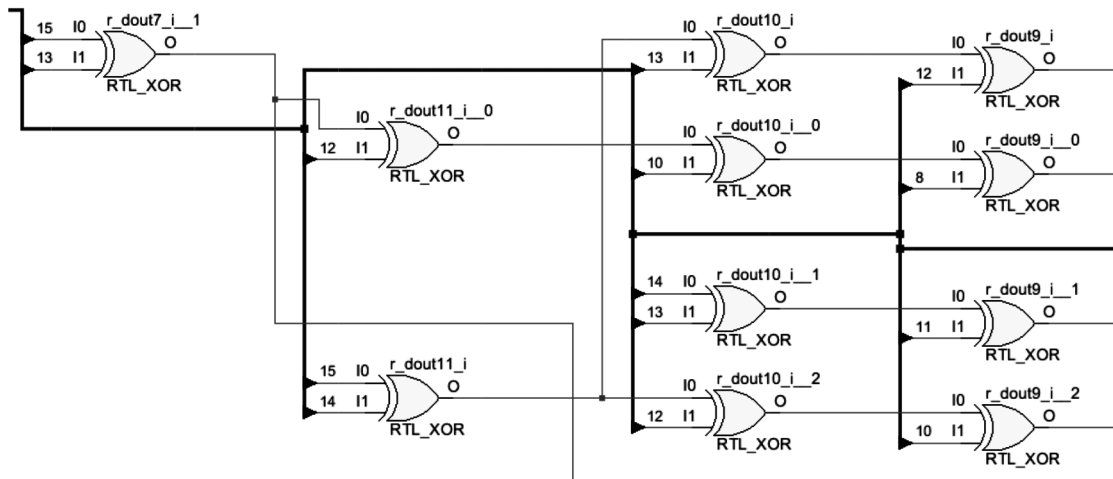 r_dout7_i__1
15 I0
O
13 I1
RTL_XOR
r_dout11_i__0
I0
O
12 I1
RTL_XOR
r_dout11_i
15 I0
O
14 I1
RTL_XOR
r_dout10_i
I0
O
13 I1
RTL_XOR
r_dout10_i__0
I0
O
10 I1
RTL_XOR
r_dout10_i__1
14 I0
O
13 I1
RTL_XOR
r_dout10_i__2
I0
O
12 I1
RTL_XOR
r_dout9_i
I0
O
12 I1
RTL_XOR
r_dout9_i__0
I0
O
8 I1
RTL_XOR
r_dout9_i__1
I0
O
11 I1
RTL_XOR
r_dout9_i__2
I0
O
10 I1
RTL_XOR